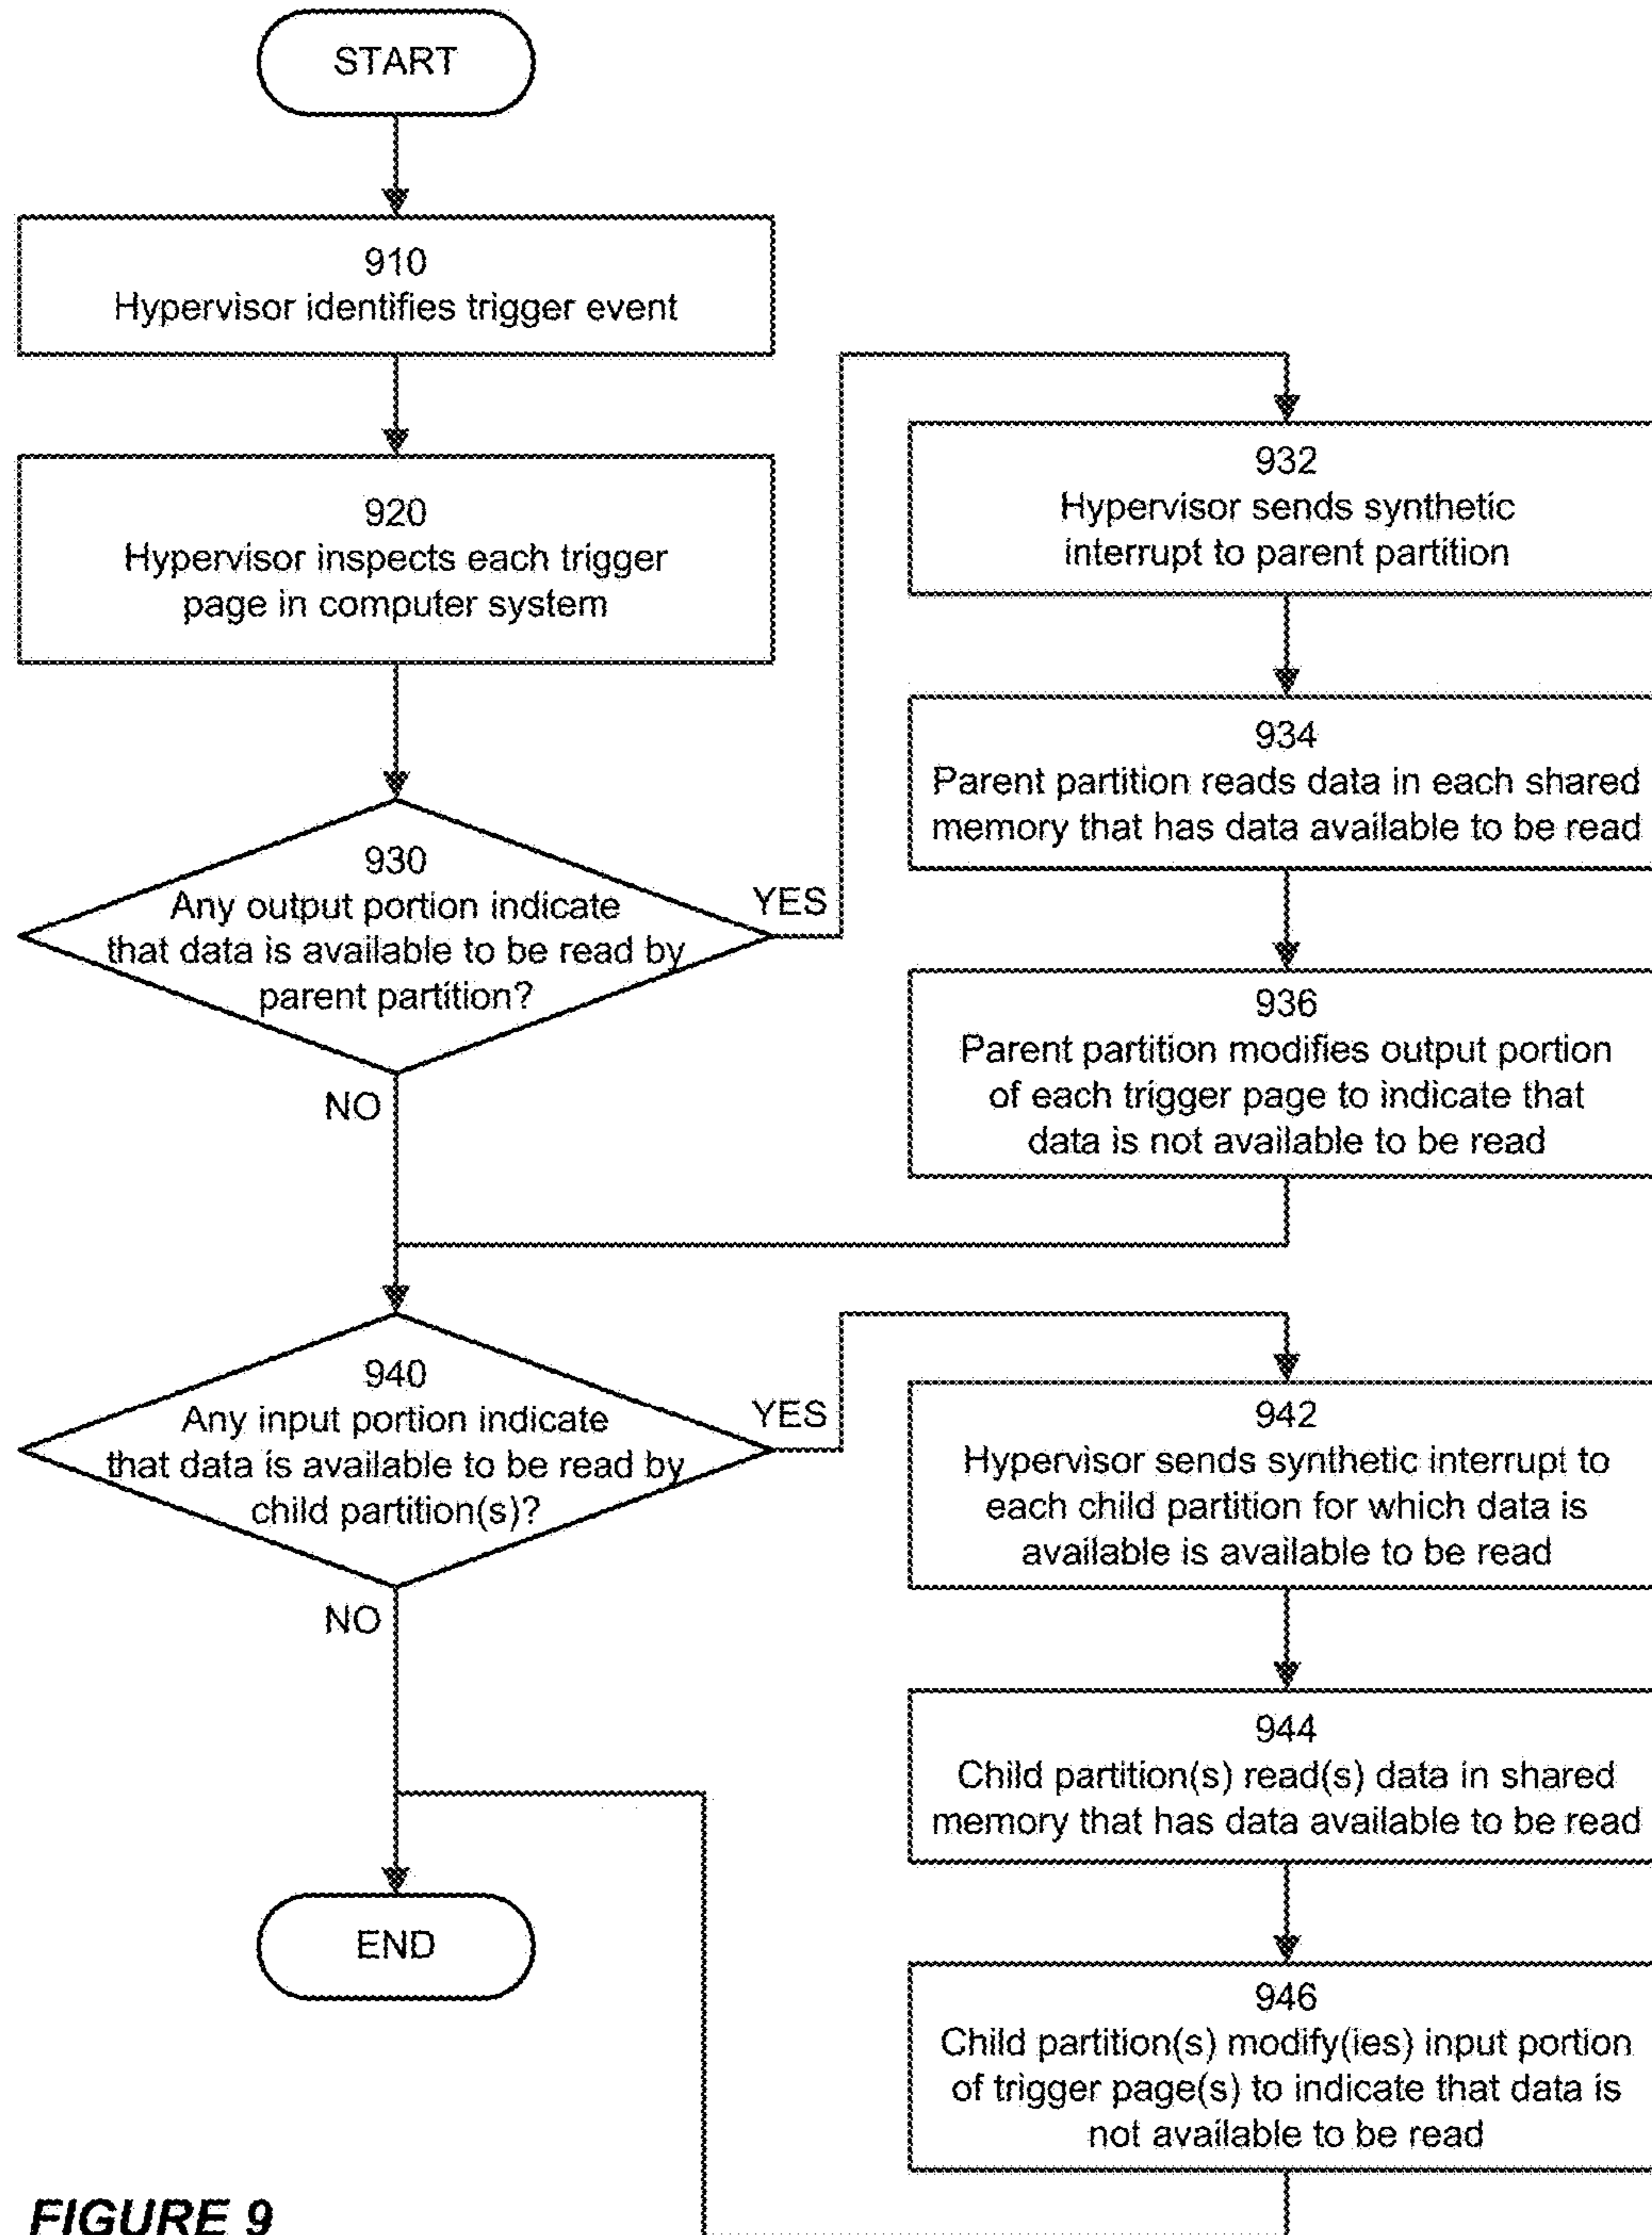 START
910
Hypervisor identifies trigger event
920
Hypervisor inspects each trigger
page in computer system
930
Any output portion indicate
that data is available to be read by
parent partition?
YES
NO
932
Hypervisor sends synthetic
interrupt to parent partition
934
Parent partition reads data in each shared
memory that has data available to be read
936
Parent partition modifies output portion
of each trigger page to indicate that
data is not available to be read
940
Any input portion indicate
that data is available to be read by
child partition(s)?
YES
NO
942
Hypervisor sends synthetic interrupt to
each child partition for which data is
available is available to be read
944
Child partition(s) read(s) data in shared
memory that has data available to be read
946
Child partition(s) modify(ies) input portion
of trigger page(s) to indicate that data is
not available to be read
END
FIGURE 9